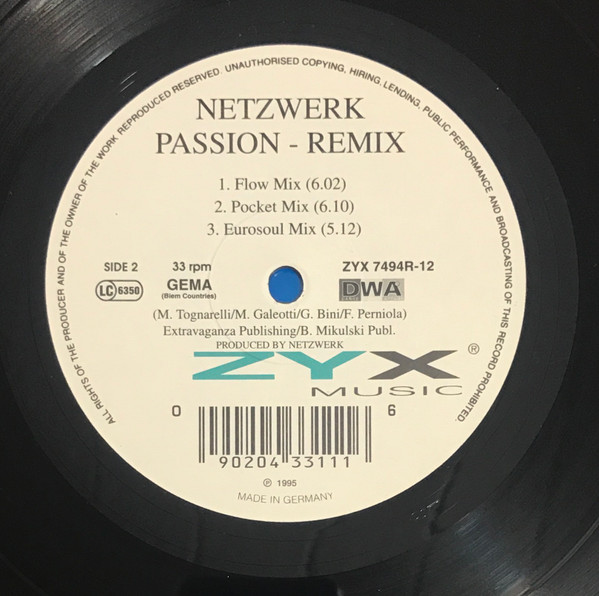 ALL RIGHTS OF THE PRODUCER AND OF THE OWNER OF THE WORK REPRODUCED RESERVED. UNAUTHORISED COPYING, HIRING, LENDING, PUBLIC PERFORMANCE AND BROADCASTING OF THIS RECORD PROHIBITED.
NETZWERK
PASSION - REMIX
1. Flow Mix (6.02)
2. Pocket Mix (6.10)
3. Eurosoul Mix (5.12)
SIDE 2 33 rpm ZYX 7494R-12
LC 6350 GEMA DWA
(Biem Countries)
(M. Tognarelli/M. Galeotti/G. Bini/F. Perniola)
Extravaganza Publishing/B. Mikulski Publ.
PRODUCED BY NETZWERK
ZYX ®
MUSIC
0 6
90204 33111
℗ 1995
MADE IN GERMANY